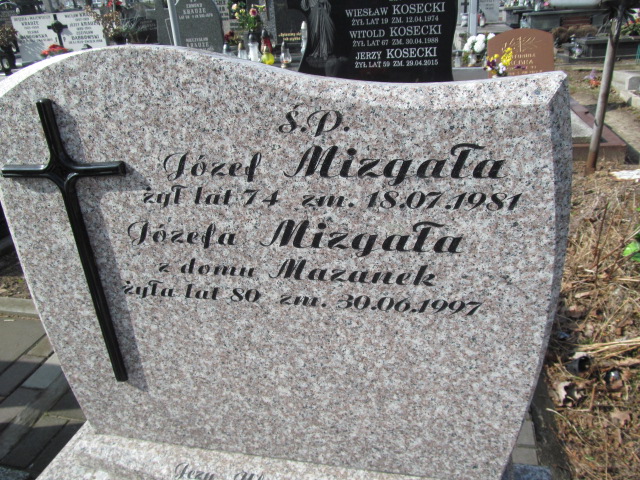 WIESŁAW KOSECKI
ŻYŁ LAT 19 ZM. 12.04.1974
WITOLD KOSECKI
ŻYŁ LAT 67 ZM. 30.04.1988
JERZY KOSECKI
ŻYŁ LAT 59 ZM. 29.04.2015
Ś.P.
Józef Mizgała
żył lat 74 zm. 18.07.1981
Józefa Mizgała
z domu Mazanek
żyła lat 80 zm. 30.06.1997